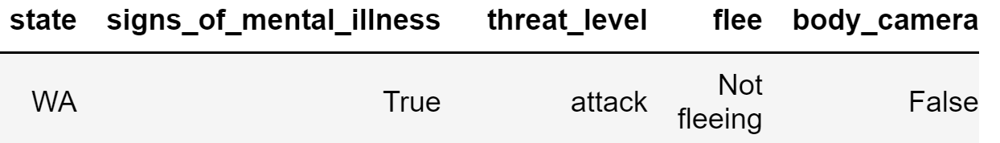 state signs_of_mental_illness threat_level flee body_camera
WA True attack Not fleeing False